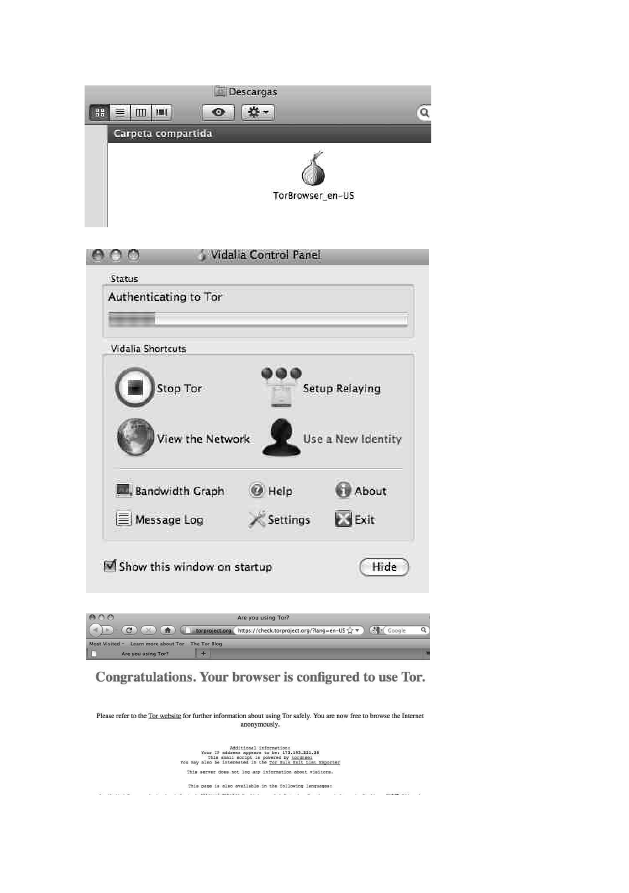 Descargas
Carpeta compartida
TorBrowser_en-US
Vidalia Control Panel
Status
Authenticating to Tor
Vidalia Shortcuts
Stop Tor
Setup Relaying
View the Network
Use a New Identity
Bandwidth Graph
Help
About
Message Log
Settings
Exit
Show this window on startup
Hide
Are you using Tor?
torproject.org https://check.torproject.org/?lang=en-US Google
Most Visited Learn more about Tor The Tor Blog
Are you using Tor? +
Congratulations. Your browser is configured to use Tor.
Please refer to the Tor website for further information about using Tor safely. You are now free to browse the Internet
anonymously.
Additional information:
Your IP address appears to be:
This small script is powered by
You may also be interested in the Tor Bulk Exit List exporter
This server does not log any information about visitors.
This page is also available in the following languages: